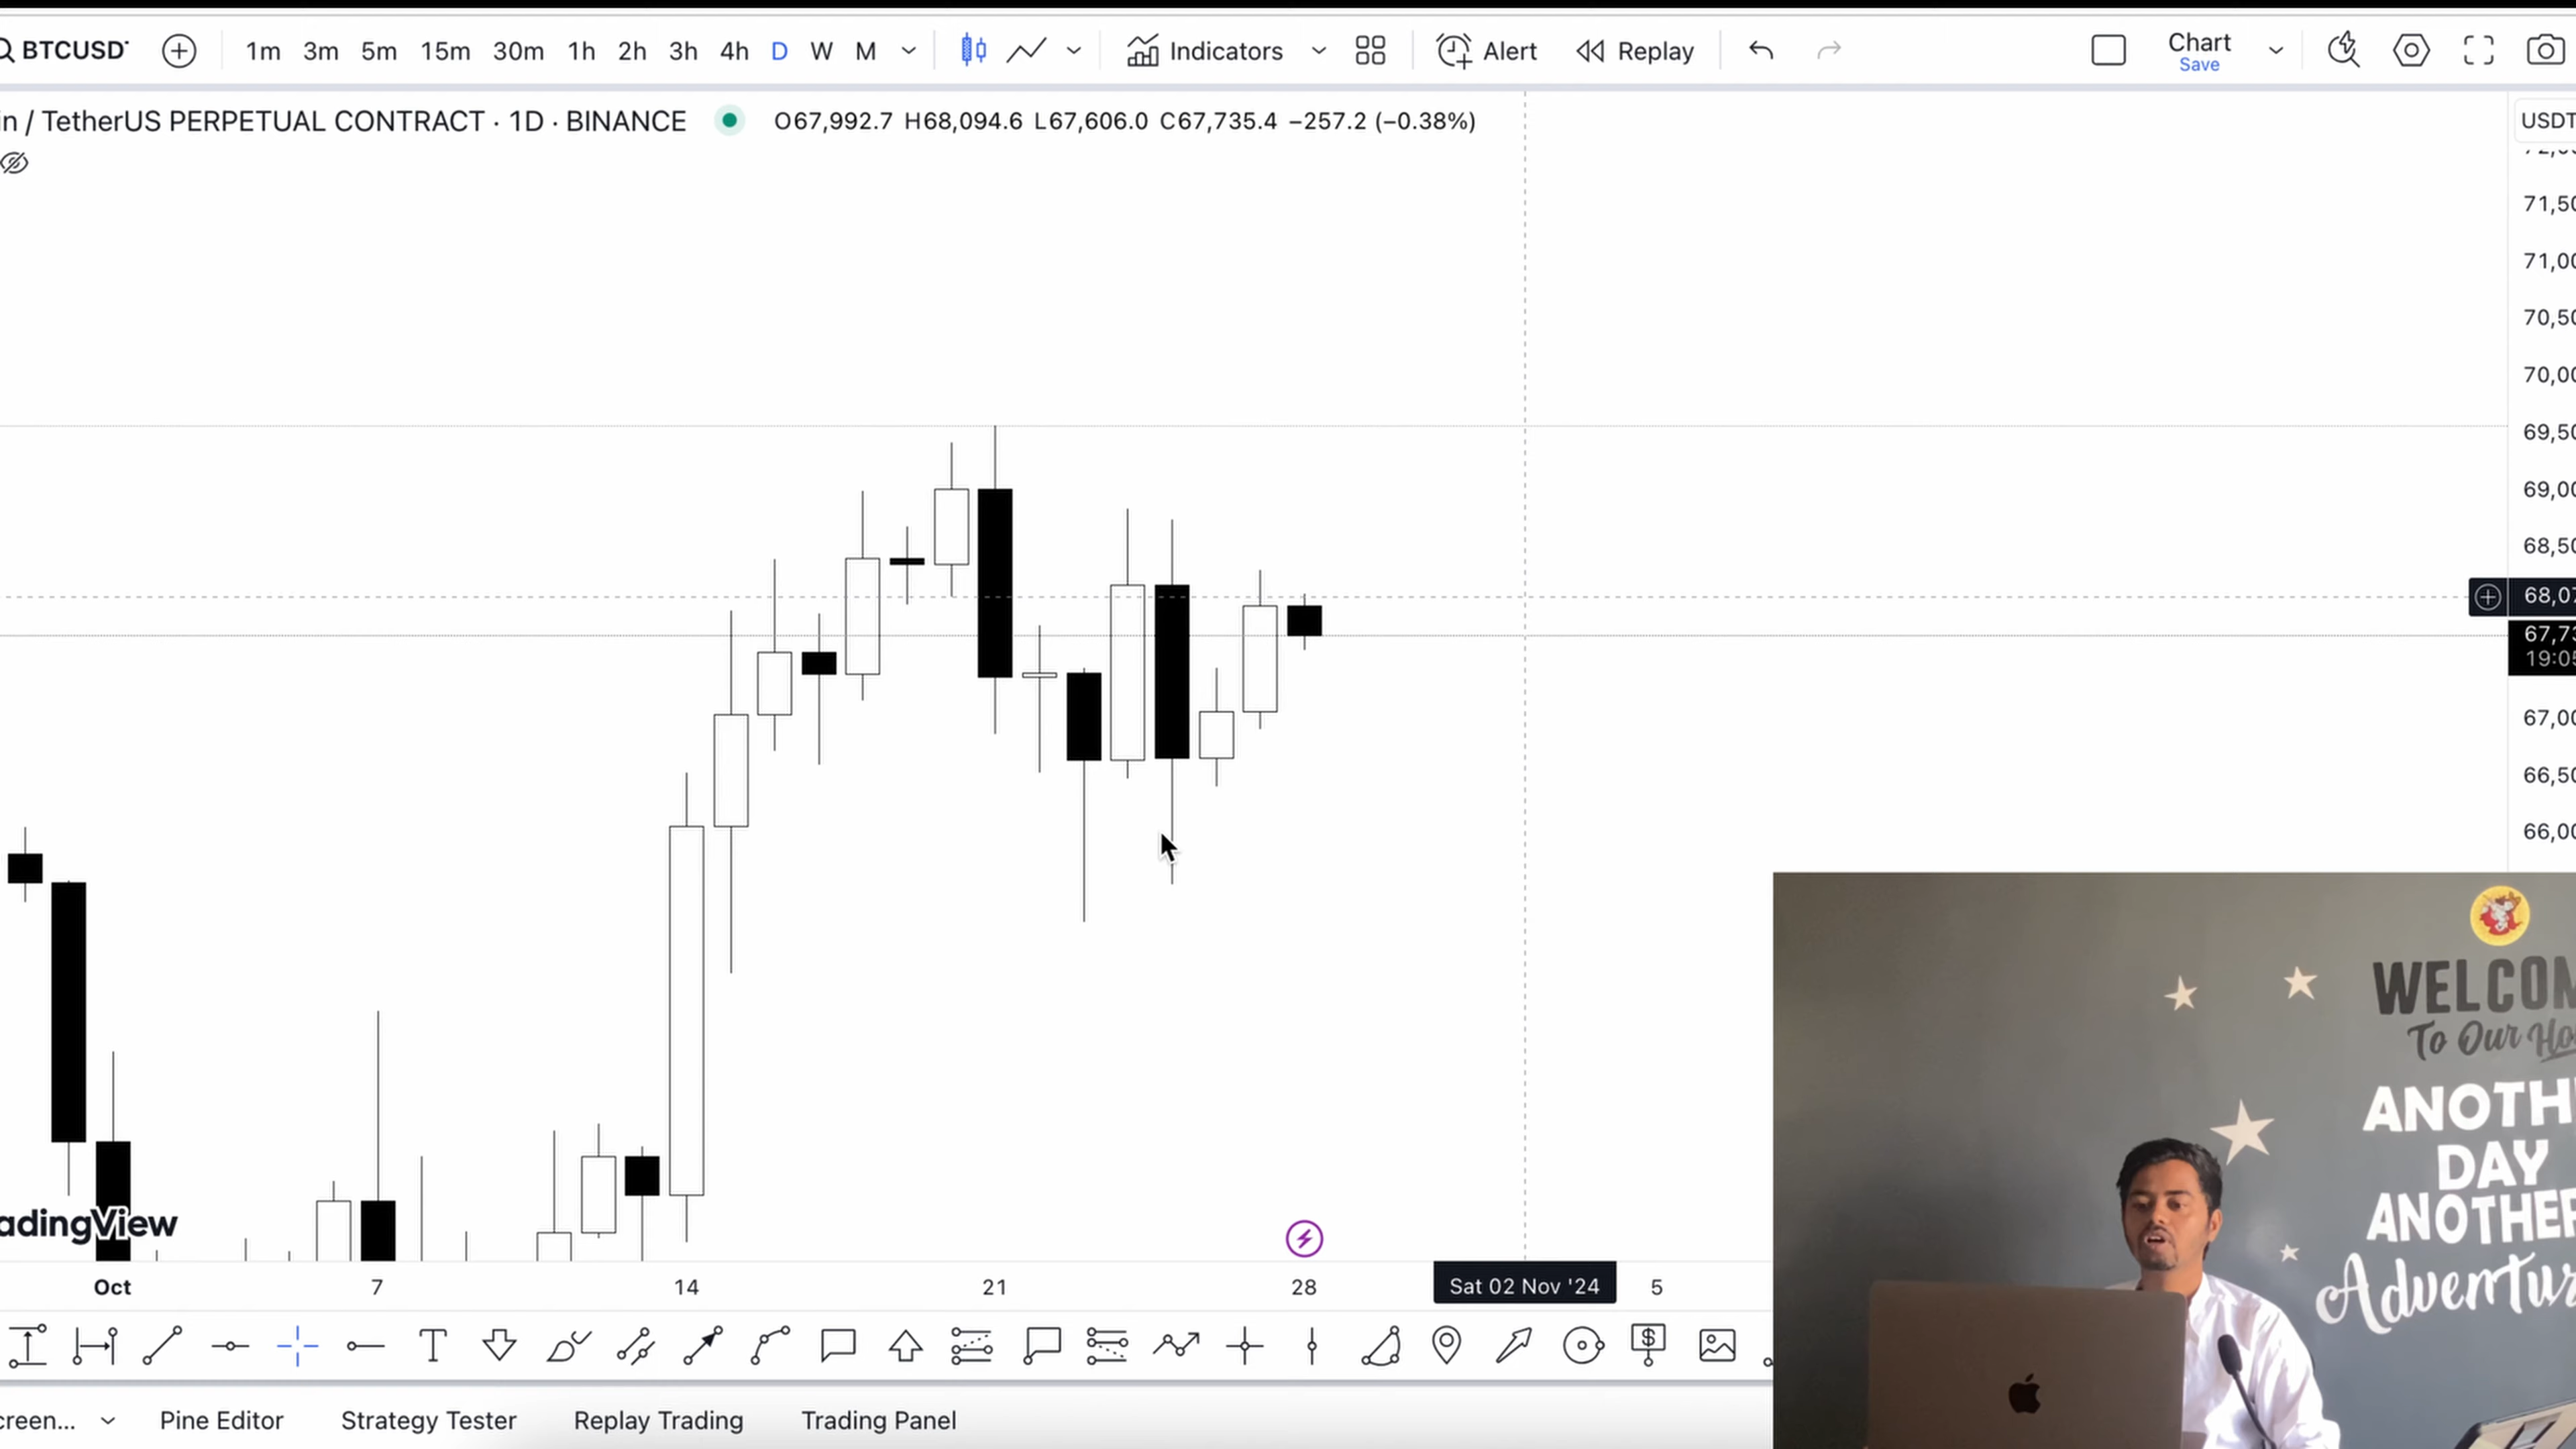 BTCUSDT
1m 3m 5m 15m 30m 1h 2h 3h 4h D W M
Indicators
Alert
Replay
Chart
Save
in / TetherUS PERPETUAL CONTRACT · 1D · BINANCE
O67,992.7 H68,094.6 L67,606.0 C67,735.4 −257.2 (−0.38%)
USDT
71,50
71,00
70,50
70,00
69,50
69,00
68,50
68,07
67,73
19:05
67,00
66,50
66,00
adingView
Oct 7 14 21 28 Sat 02 Nov '24 5
creen...
Pine Editor
Strategy Tester
Replay Trading
Trading Panel
WELCOM
To Our Ho
ANOTH
DAY
ANOTHER
Adventu